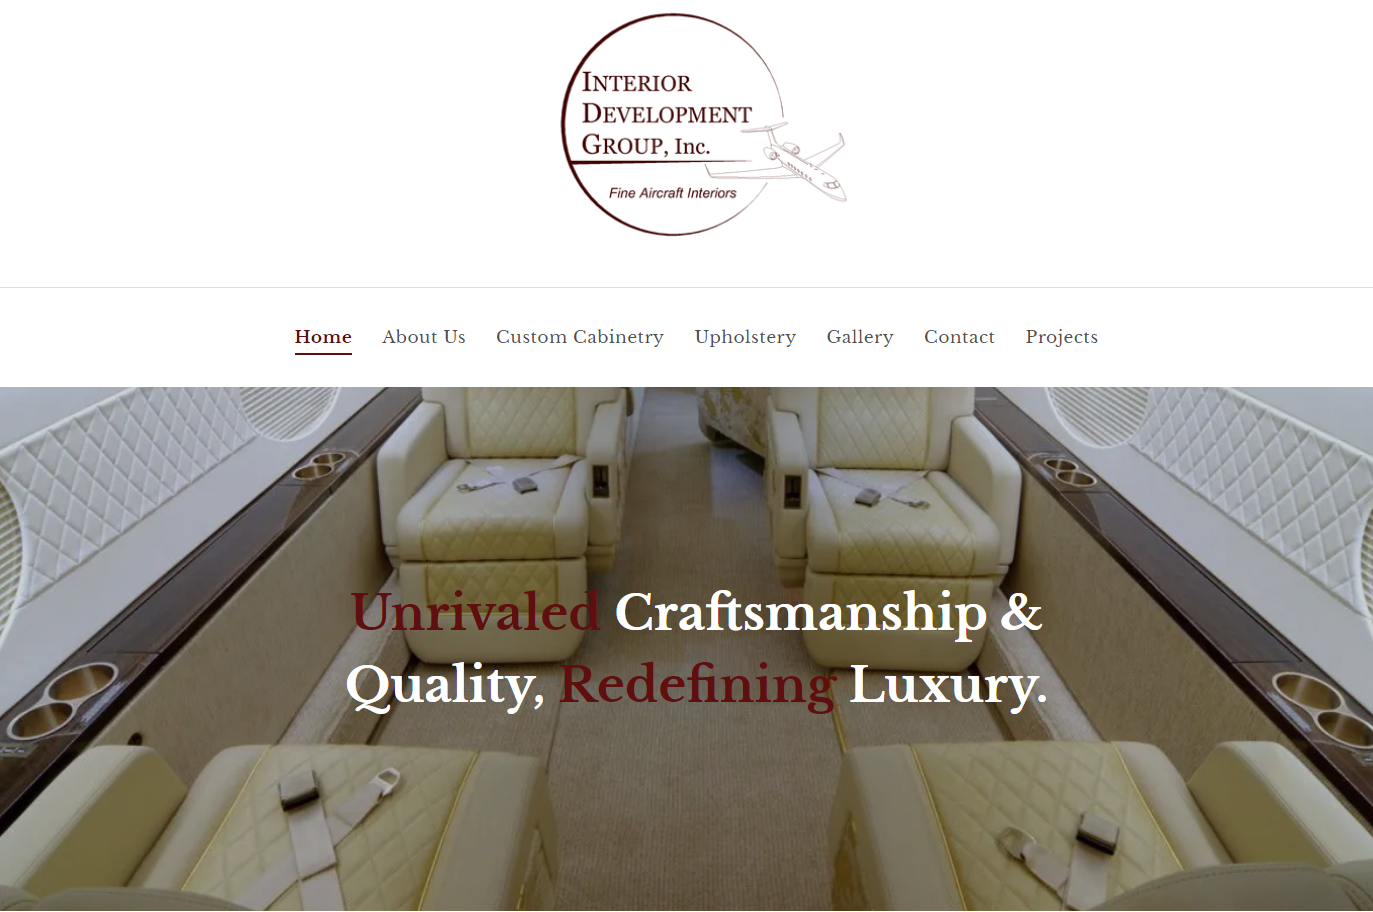 INTERIOR
DEVELOPMENT
GROUP, Inc.
Fine Aircraft Interiors
Home About Us Custom Cabinetry Upholstery Gallery Contact Projects
Unrivaled Craftsmanship &
Quality, Redefining Luxury.